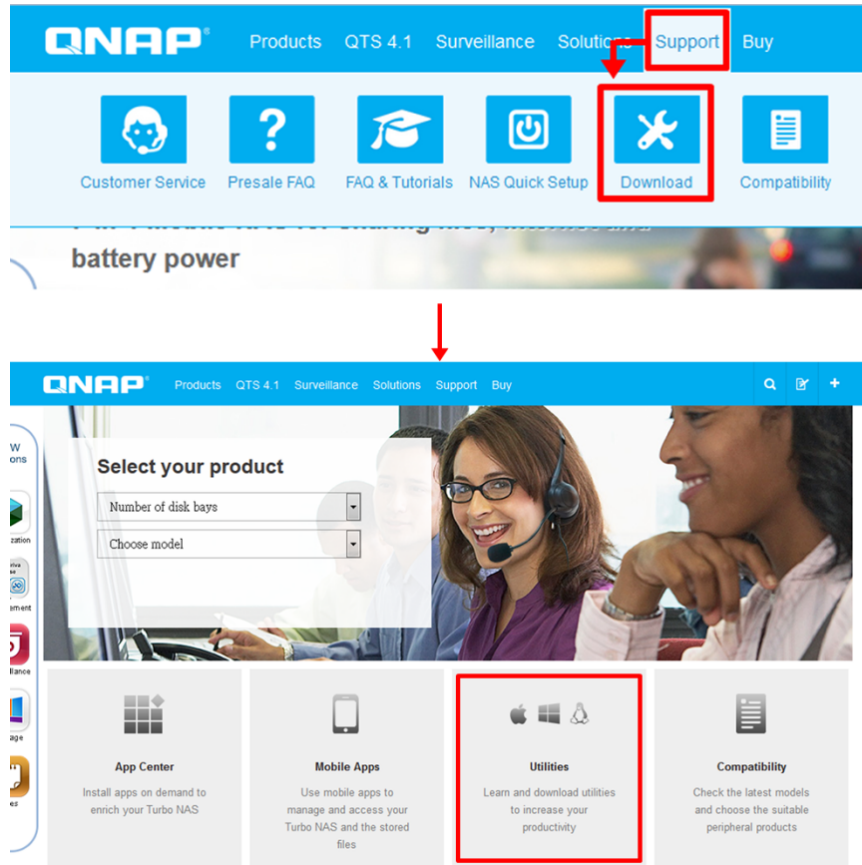 QNAP
Products QTS 4.1 Surveillance Solutions Support Buy
Customer Service Presale FAQ FAQ & Tutorials NAS Quick Setup Download Compatibility
battery power
QNAP
Products QTS 4.1 Surveillance Solutions Support Buy
Select your product
Number of disk bays
Choose model
App Center
Install apps on demand to
enrich your Turbo NAS
Mobile Apps
Use mobile apps to
manage and access your
Turbo NAS and the stored
files
Utilities
Learn and download utilities
to increase your
productivity
Compatibility
Check the latest models
and choose the suitable
peripheral products